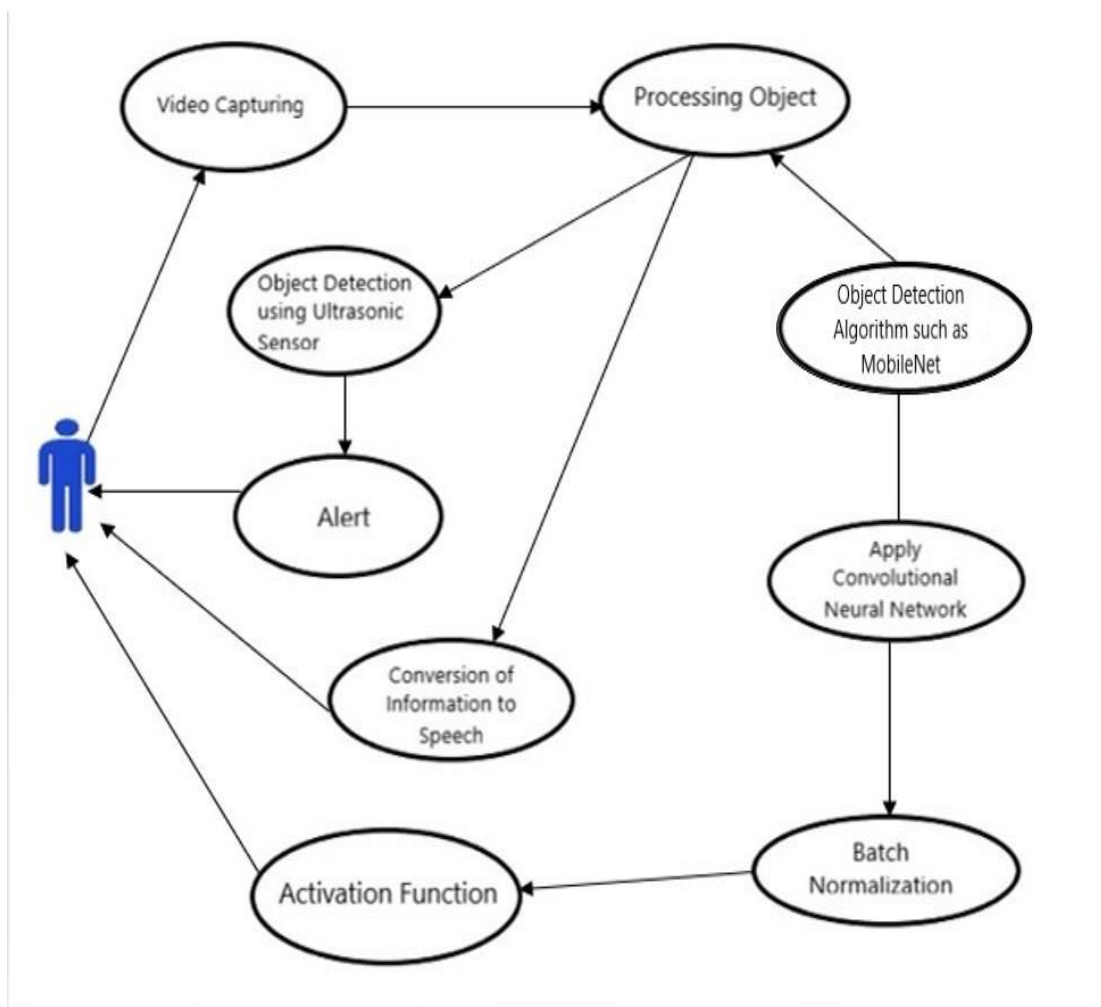 Video Capturing
Processing Object
Object Detection
using Ultrasonic
Sensor
Object Detection
Algorithm such as
MobileNet
Alert
Apply
Convolutional
Neural Network
Conversion of
Information to
Speech
Activation Function
Batch
Normalization